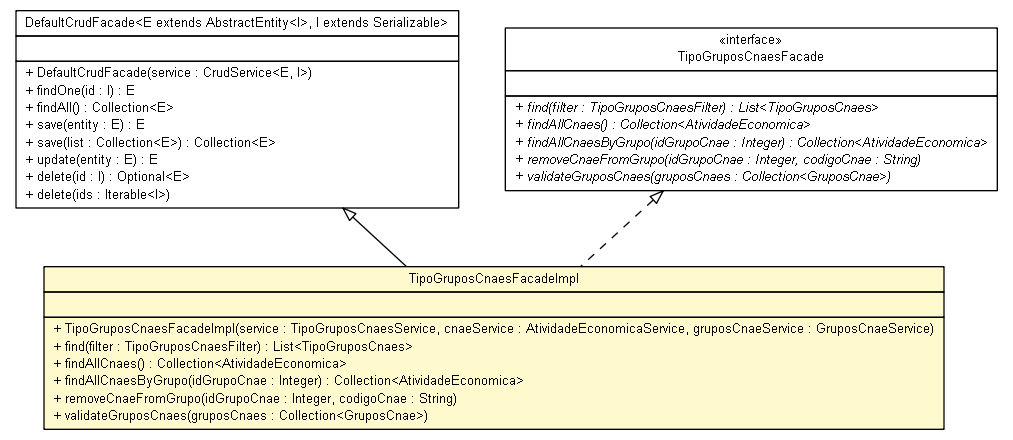 DefaultCrudFacade<E extends AbstractEntity<I>, I extends Serializable>
+ DefaultCrudFacade(service : CrudService<E, I>)
+ findOne(id : I) : E
+ findAll() : Collection<E>
+ save(entity : E) : E
+ save(list : Collection<E>) : Collection<E>
+ update(entity : E) : E
+ delete(id : I) : Optional<E>
+ delete(ids : Iterable<I>)
«interface»
TipoGruposCnaesFacade
+ find(filter : TipoGruposCnaesFilter) : List<TipoGruposCnaes>
+ findAllCnaes() : Collection<AtividadeEconomica>
+ findAllCnaesByGrupo(idGrupoCnae : Integer) : Collection<AtividadeEconomica>
+ removeCnaeFromGrupo(idGrupoCnae : Integer, codigoCnae : String)
+ validateGruposCnaes(gruposCnaes : Collection<GruposCnae>)
TipoGruposCnaesFacadeImpl
+ TipoGruposCnaesFacadeImpl(service : TipoGruposCnaesService, cnaeService : AtividadeEconomicaService, gruposCnaeService : GruposCnaeService)
+ find(filter : TipoGruposCnaesFilter) : List<TipoGruposCnaes>
+ findAllCnaes() : Collection<AtividadeEconomica>
+ findAllCnaesByGrupo(idGrupoCnae : Integer) : Collection<AtividadeEconomica>
+ removeCnaeFromGrupo(idGrupoCnae : Integer, codigoCnae : String)
+ validateGruposCnaes(gruposCnaes : Collection<GruposCnae>)